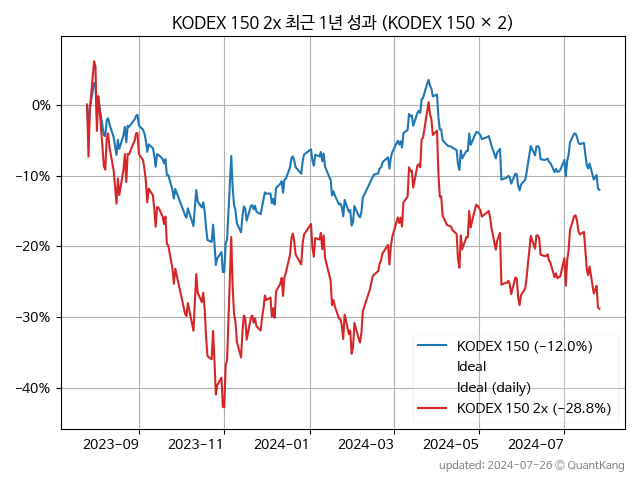 KODEX 150 2x 최근 1년 성과 (KODEX 150 × 2)
0%
−10%
−20%
−30%
−40%
KODEX 150 (−12.0%)
Ideal
Ideal (daily)
KODEX 150 2x (−28.8%)
2023−09
2023−11
2024−01
2024−03
2024−05
2024−07
updated: 2024-07-26 © QuantKang